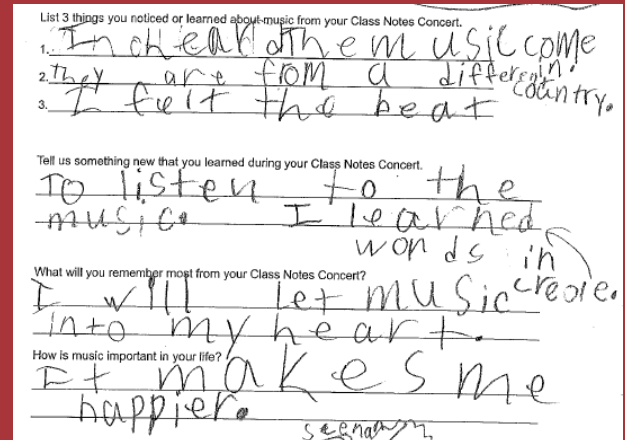 List 3 things you noticed or learned about music from your Class Notes Concert.
1. I heard the music come in.
2. They are from a different country.
3. I felt the beat
Tell us something new that you learned during your Class Notes Concert.
To listen to the
music. I learned
words in
creole.
What will you remember most from your Class Notes Concert?
I will let music
into my heart.
How is music important in your life?
It makes me
happier.